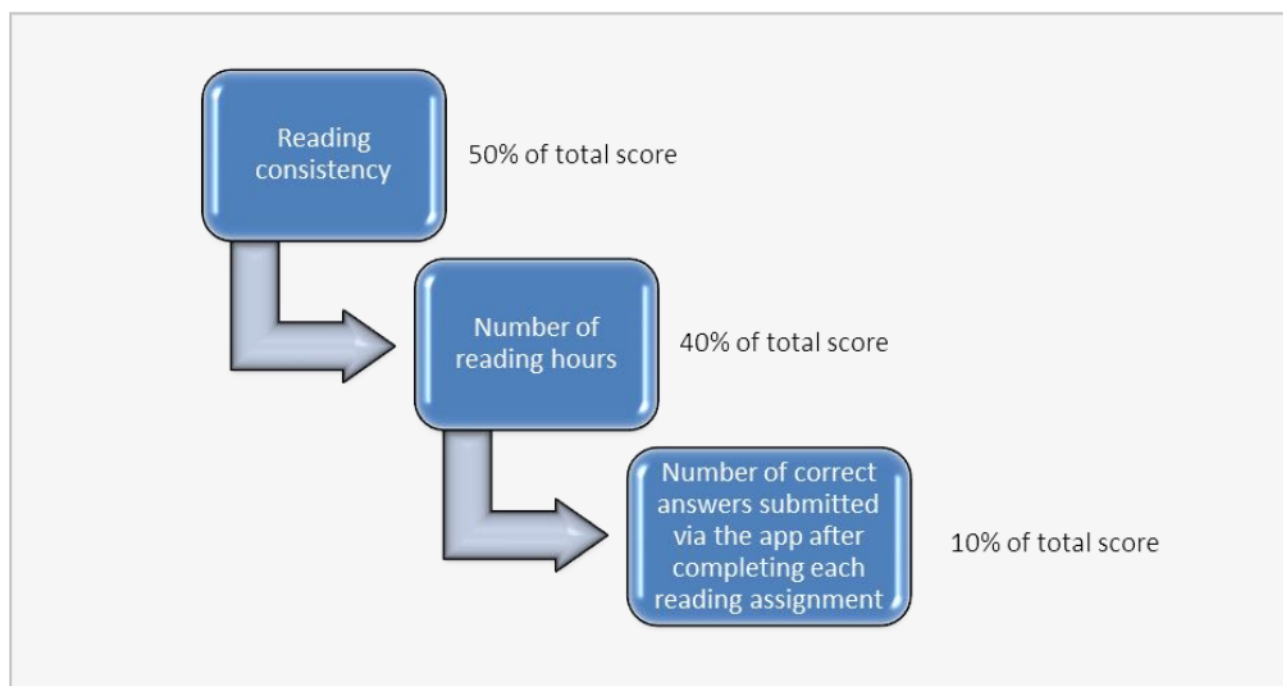 Reading
consistency
50% of total score
Number of
reading hours
40% of total score
Number of correct
answers submitted
via the app after
completing each
reading assignment
10% of total score